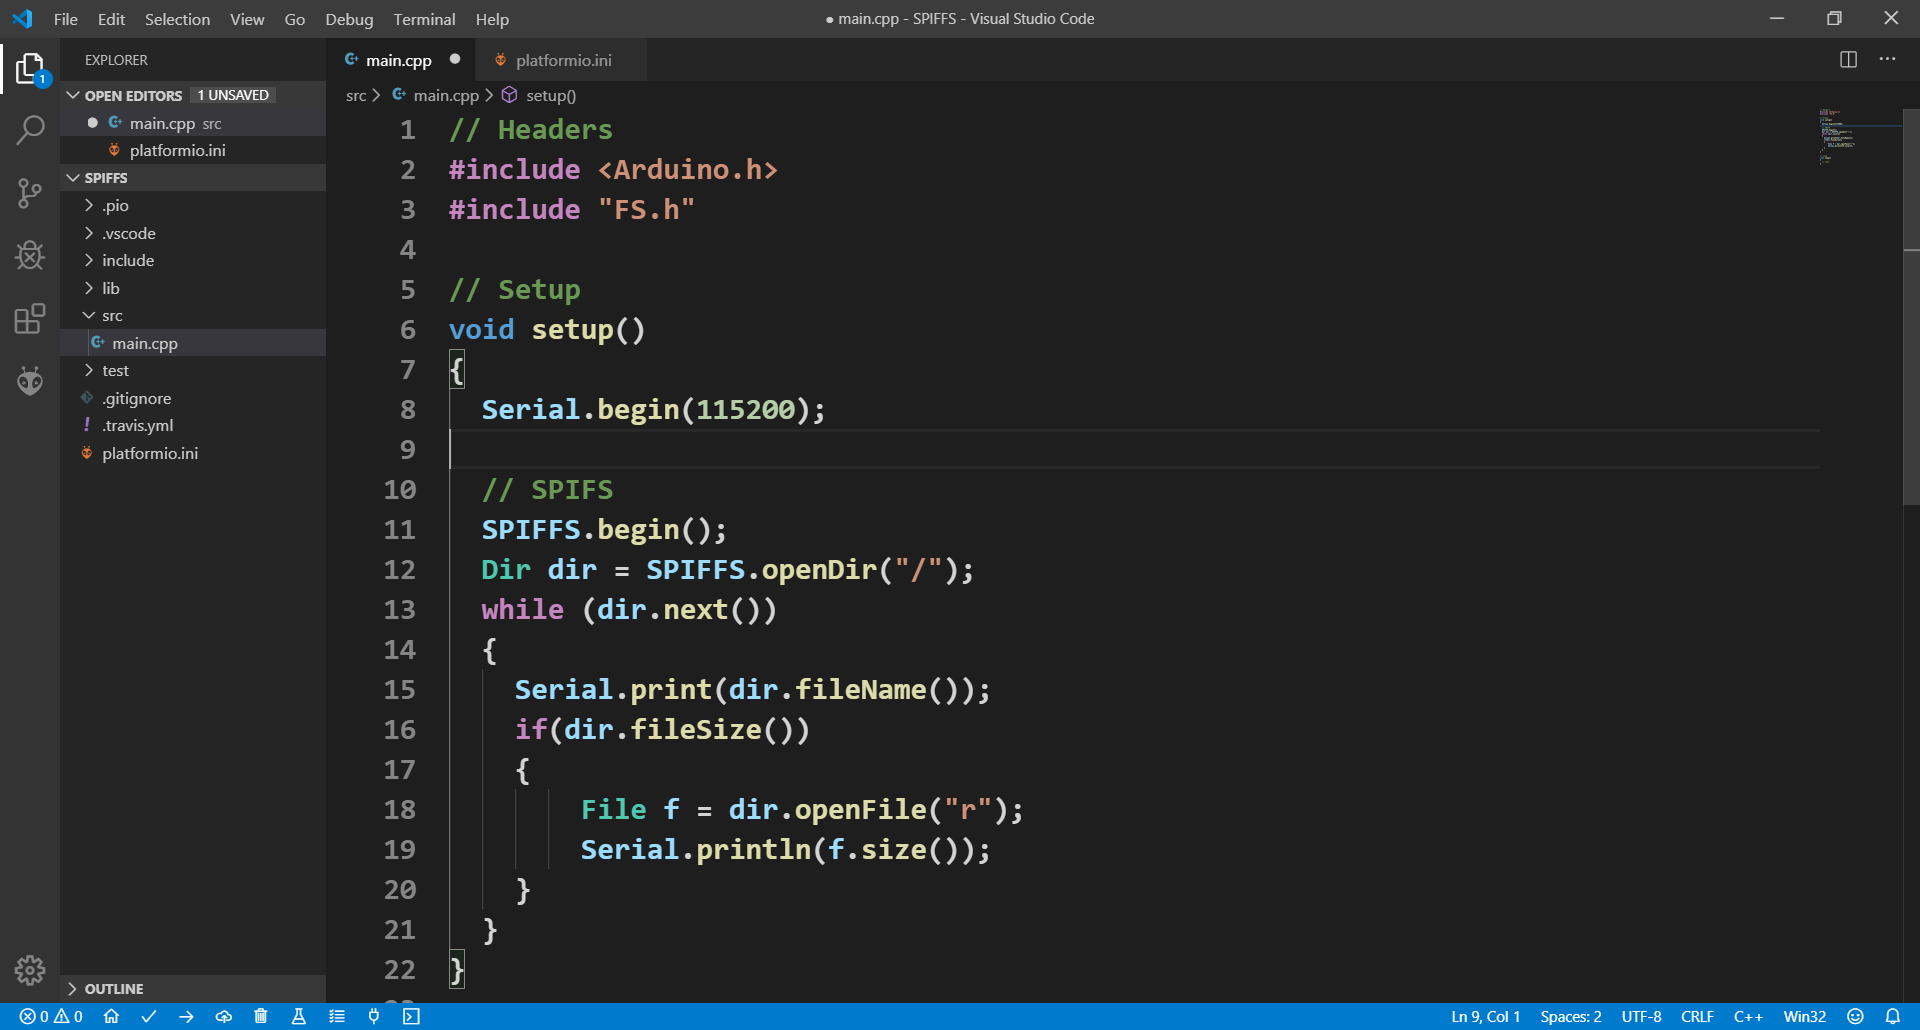 File Edit Selection View Go Debug Terminal Help
● main.cpp - SPIFFS - Visual Studio Code
1
EXPLORER
OPEN EDITORS 1 UNSAVED
main.cpp src
platformio.ini
SPIFFS
.pio
.vscode
include
lib
src
main.cpp
test
.gitignore
.travis.yml
platformio.ini
OUTLINE
main.cpp
platformio.ini
src > main.cpp > setup()
1 // Headers
2 #include <Arduino.h>
3 #include "FS.h"
4
5 // Setup
6 void setup()
7 {
8 Serial.begin(115200);
9
10 // SPIFS
11 SPIFFS.begin();
12 Dir dir = SPIFFS.openDir("/");
13 while (dir.next())
14 {
15 Serial.print(dir.fileName());
16 if(dir.fileSize())
17 {
18 File f = dir.openFile("r");
19 Serial.println(f.size());
20 }
21 }
22 }
0 0
Ln 9, Col 1 Spaces: 2 UTF-8 CRLF C++ Win32